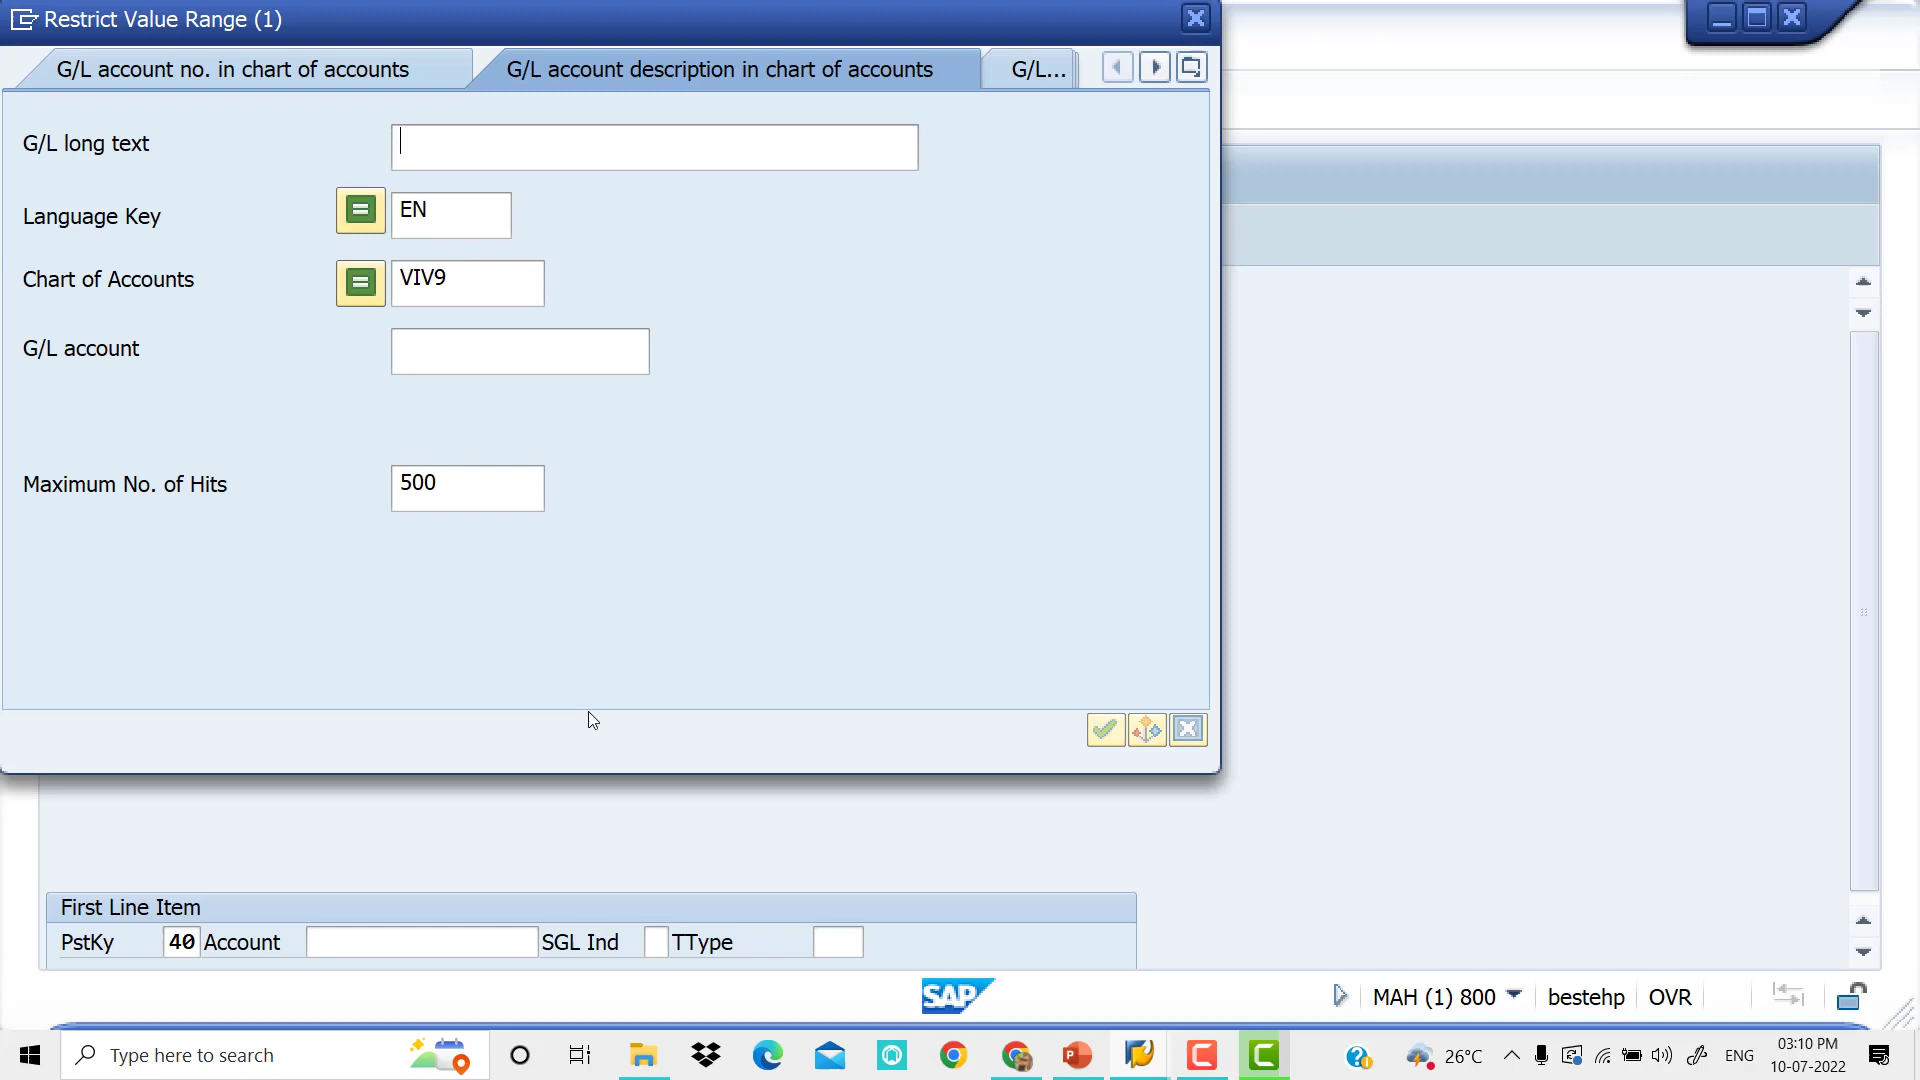 Restrict Value Range (1)
G/L account no. in chart of accounts
G/L account description in chart of accounts
G/L...
G/L long text
Language Key EN
Chart of Accounts VIV9
G/L account
Maximum No. of Hits 500
First Line Item
PstKy 40 Account SGL Ind TType
SAP
MAH (1) 800 bestehp OVR
Type here to search
26°C ENG
03:10 PM
10-07-2022